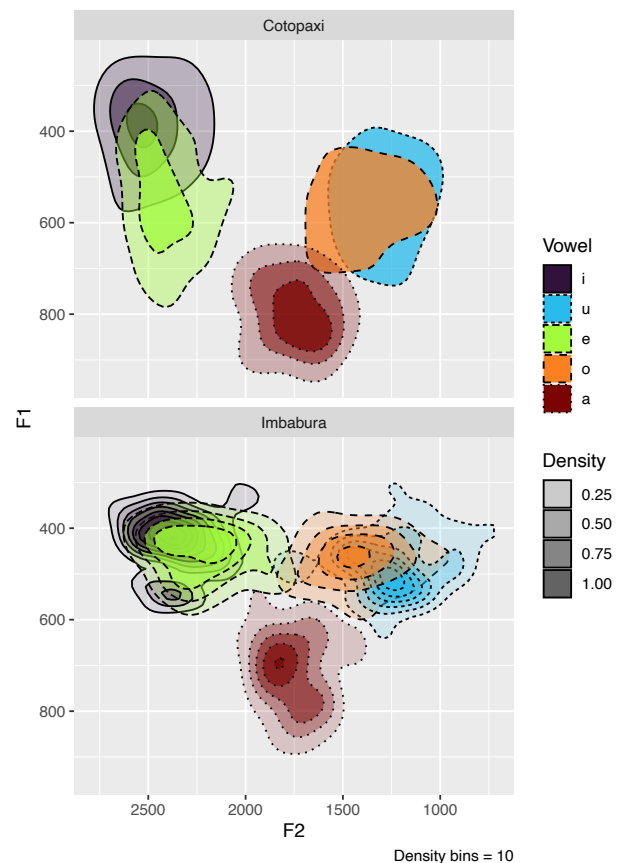 Cotopaxi
400
600
800
Imbabura
400
600
800
2500 2000 1500 1000
F2
F1
Density bins = 10
Vowel
i
u
e
o
a
Density
0.25
0.50
0.75
1.00